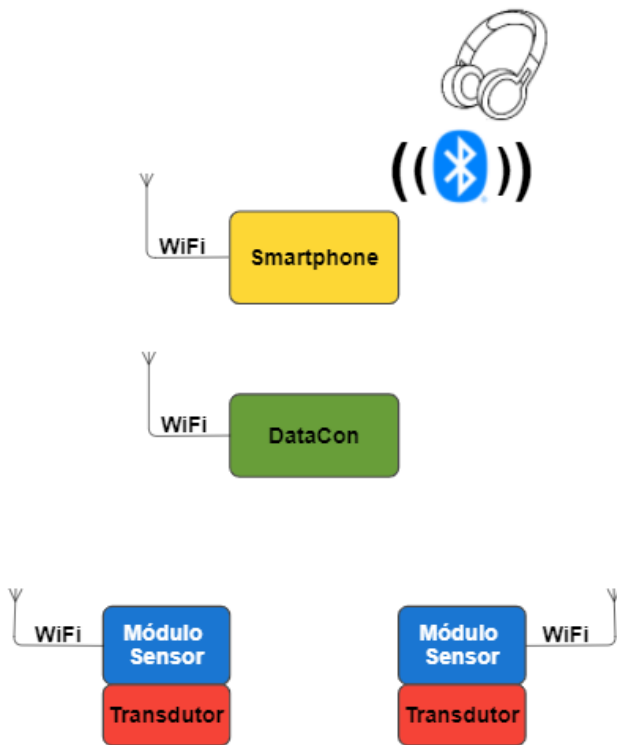 WiFi
Smartphone
WiFi
DataCon
WiFi
Módulo
Sensor
Transdutor
Módulo
Sensor
WiFi
Transdutor